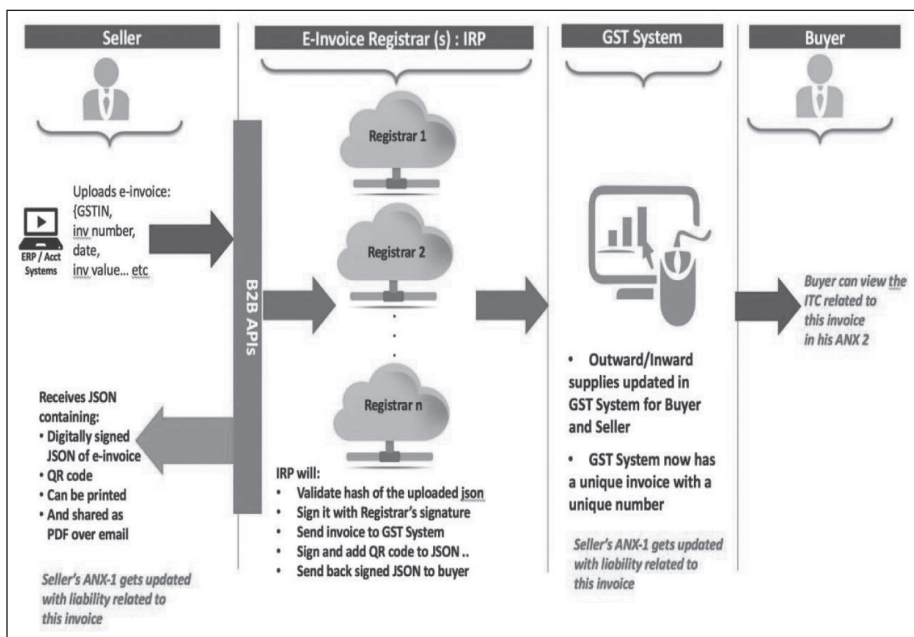 Seller
E-Invoice Registrar (s) : IRP
GST System
Buyer
Uploads e-invoice:
{GSTIN,
inv number,
date,
inv value... etc
ERP / Acct
Systems
B2B APIs
Receives JSON
containing:
• Digitally signed
JSON of e-invoice
• QR code
• Can be printed
• And shared as
PDF over email
Seller's ANX-1 gets updated
with liability related to
this invoice
Registrar 1
Registrar 2
Registrar n
IRP will:
• Validate hash of the uploaded json
• Sign it with Registrar's signature
• Send invoice to GST System
• Sign and add QR code to JSON ..
• Send back signed JSON to buyer
• Outward/Inward
supplies updated in
GST System for Buyer
and Seller
• GST System now has
a unique invoice with a
unique number
Seller's ANX-1 gets updated
with liability related to
this invoice
Buyer can view the
ITC related to
this invoice
in his ANX 2